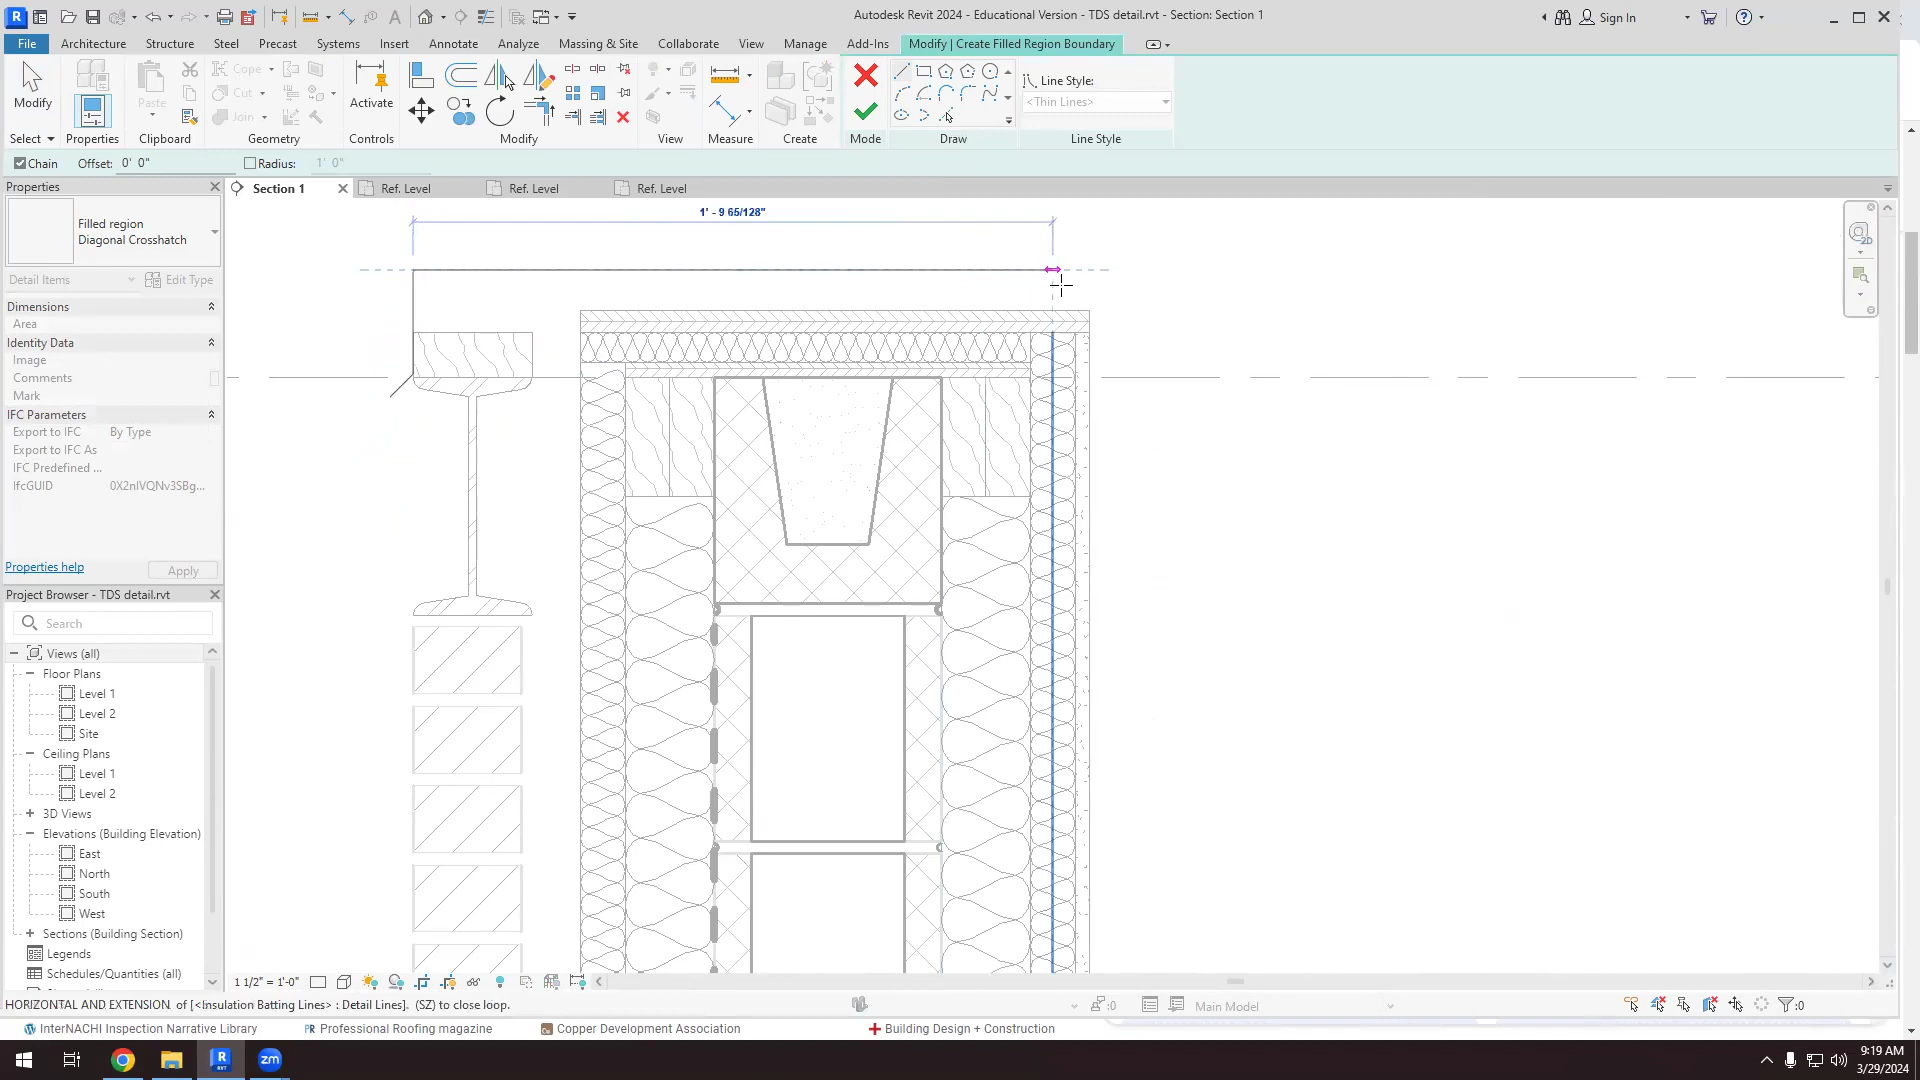 Autodesk Revit 2024 - Educational Version - TDS detail.rvt - Section: Section 1
Sign In
File Architecture Structure Steel Precast Systems Insert Annotate Analyze Massing & Site Collaborate View Manage Add-Ins Modify | Create Filled Region Boundary
Modify
Paste
Cope
Cut
Join
Activate
Line Style:
<Thin Lines>
Select Properties Clipboard Geometry Controls Modify View Measure Create Mode Draw Line Style
Chain Offset: 0' 0" Radius: 1' 0"
Properties
Section 1 Ref. Level Ref. Level Ref. Level
Filled region
Diagonal Crosshatch
1' - 9 65/128"
Detail Items Edit Type
Dimensions
Area
Identity Data
Image
Comments
Mark
IFC Parameters
Export to IFC By Type
Export to IFC As
IFC Predefined ...
IfcGUID 0X2nIVQNv3SBg...
Properties help Apply
Project Browser - TDS detail.rvt
Search
Views (all)
Floor Plans
Level 1
Level 2
Site
Ceiling Plans
Level 1
Level 2
3D Views
Elevations (Building Elevation)
East
North
South
West
Sections (Building Section)
Legends
Schedules/Quantities (all)
1 1/2" = 1'-0"
HORIZONTAL AND EXTENSION of [<Insulation Batting Lines> : Detail Lines]. (SZ) to close loop.
:0 Main Model :0
InterNACHI Inspection Narrative Library Professional Roofing magazine Copper Development Association Building Design + Construction
zm
9:19 AM
3/29/2024